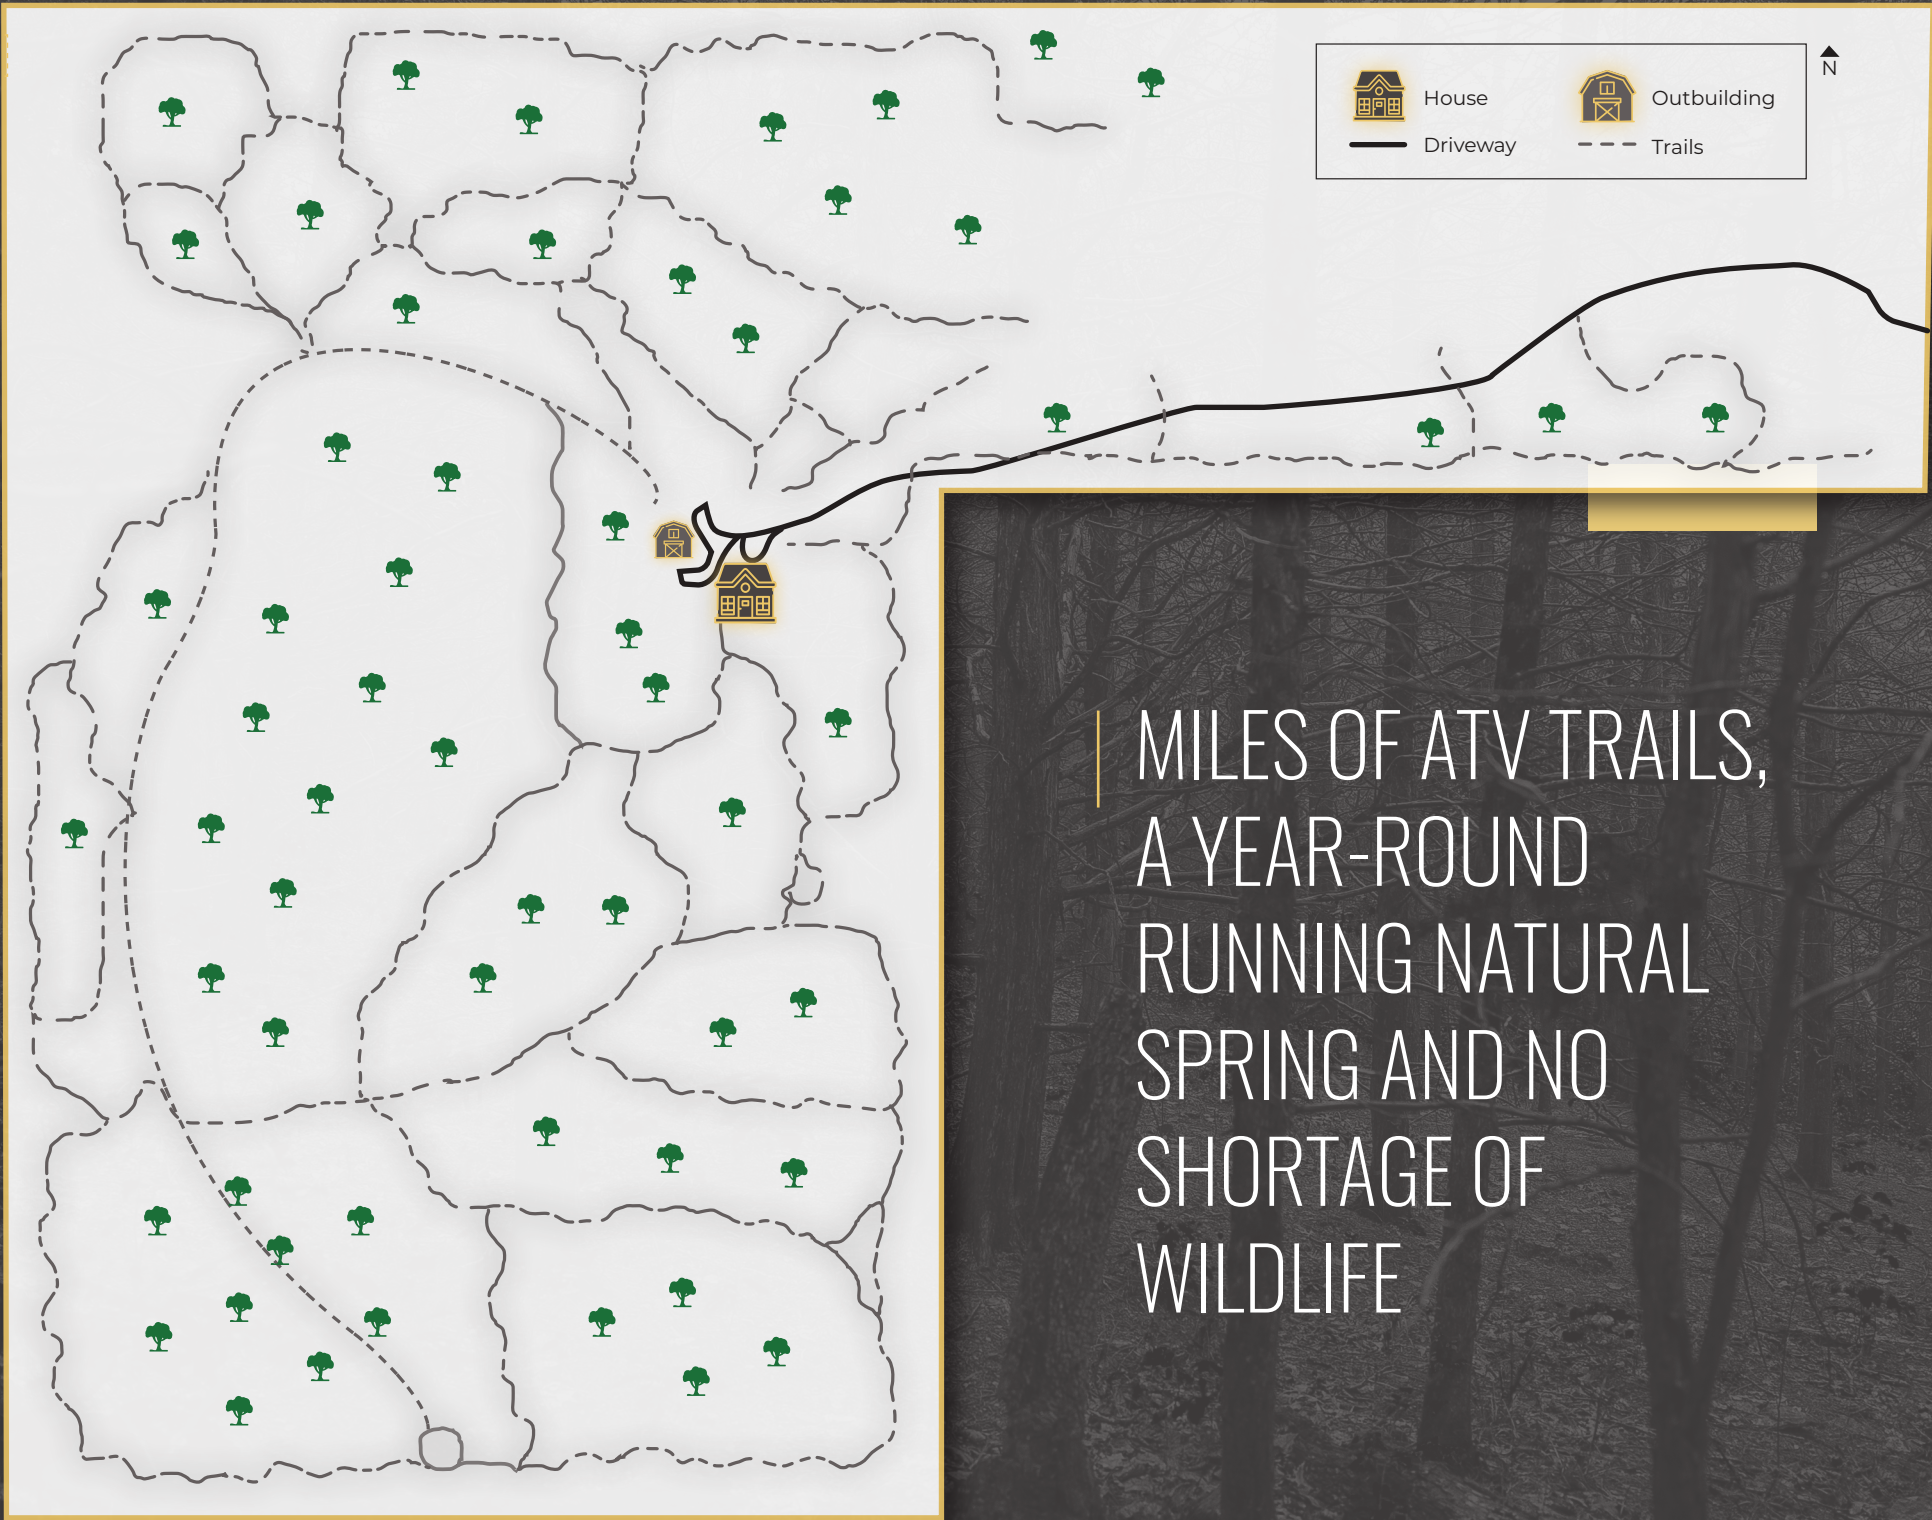 N
House
Outbuilding
Driveway
Trails
MILES OF ATV TRAILS,
A YEAR-ROUND
RUNNING NATURAL
SPRING AND NO
SHORTAGE OF
WILDLIFE